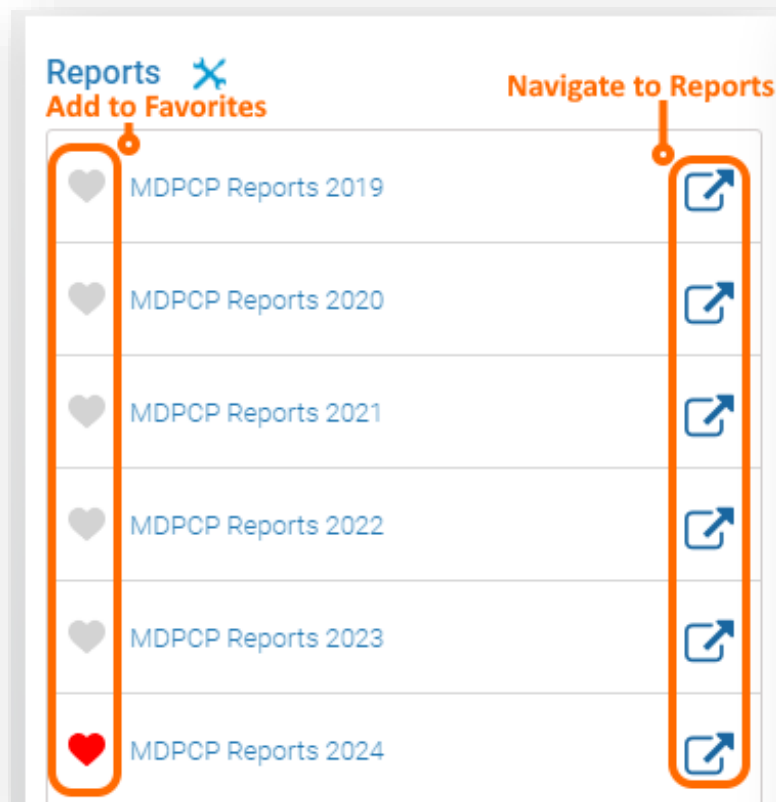 Reports
Add to Favorites
Navigate to Reports
MDPCP Reports 2019
MDPCP Reports 2020
MDPCP Reports 2021
MDPCP Reports 2022
MDPCP Reports 2023
MDPCP Reports 2024